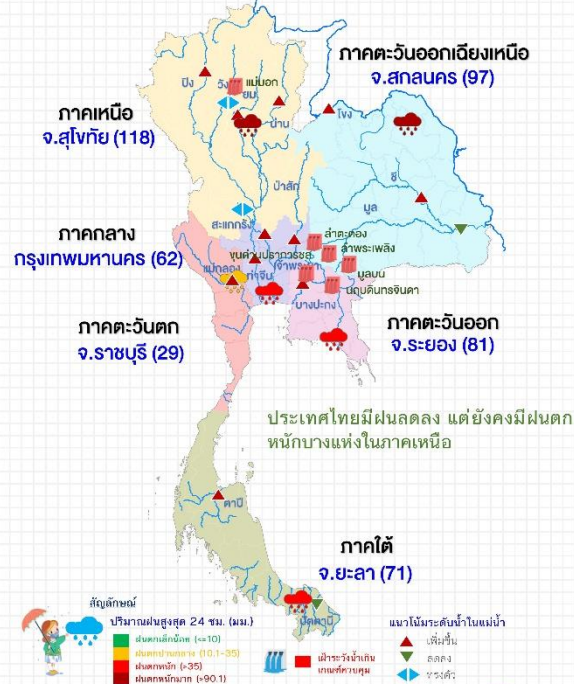 ภาคตะวันออกเฉียงเหนือ
จ.สกลนคร (97)
ภาคเหนือ
จ.สุโขทัย (118)
ปิง
วัง
แม่มอก
ยม
น่าน
โขง
ชี
มูล
ป่าสัก
สะแกกรัง
ภาคกลาง
กรุงเทพมหานคร (62)
ลำตะคอง
ลำพระเพลิง
ขุนด่านปราการชล
มูลบน
แม่กลอง
ท่าจีน
เจ้าพระยา
นฤบดินทรจินดา
บางปะกง
ภาคตะวันตก
จ.ราชบุรี (29)
ภาคตะวันออก
จ.ระยอง (81)
ประเทศไทยมีฝนลดลง แต่ยังคงมีฝนตก
หนักบางแห่งในภาคเหนือ
ตาปี
ภาคใต้
จ.ยะลา (71)
ปัตตานี
สัญลักษณ์
ปริมาณฝนสูงสุด 24 ชม. (มม.)
ฝนตกเล็กน้อย (<=10)
ฝนตกปานกลาง (10.1-35)
ฝนตกหนัก (>35)
ฝนตกหนักมาก (>90.1)
เฝ้าระวังน้ำเกิน
เกณฑ์ควบคุม
แนวโน้มระดับน้ำในแม่น้ำ
เพิ่มขึ้น
ลดลง
ทรงตัว